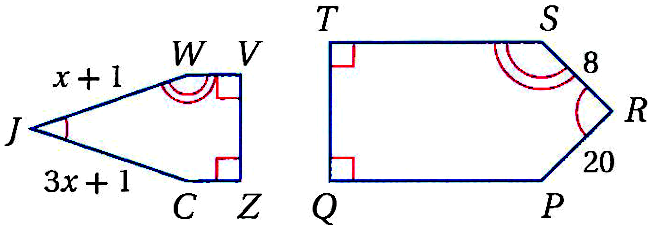 T S
W V
x + 1 8
J R
3x + 1 20
C Z Q P